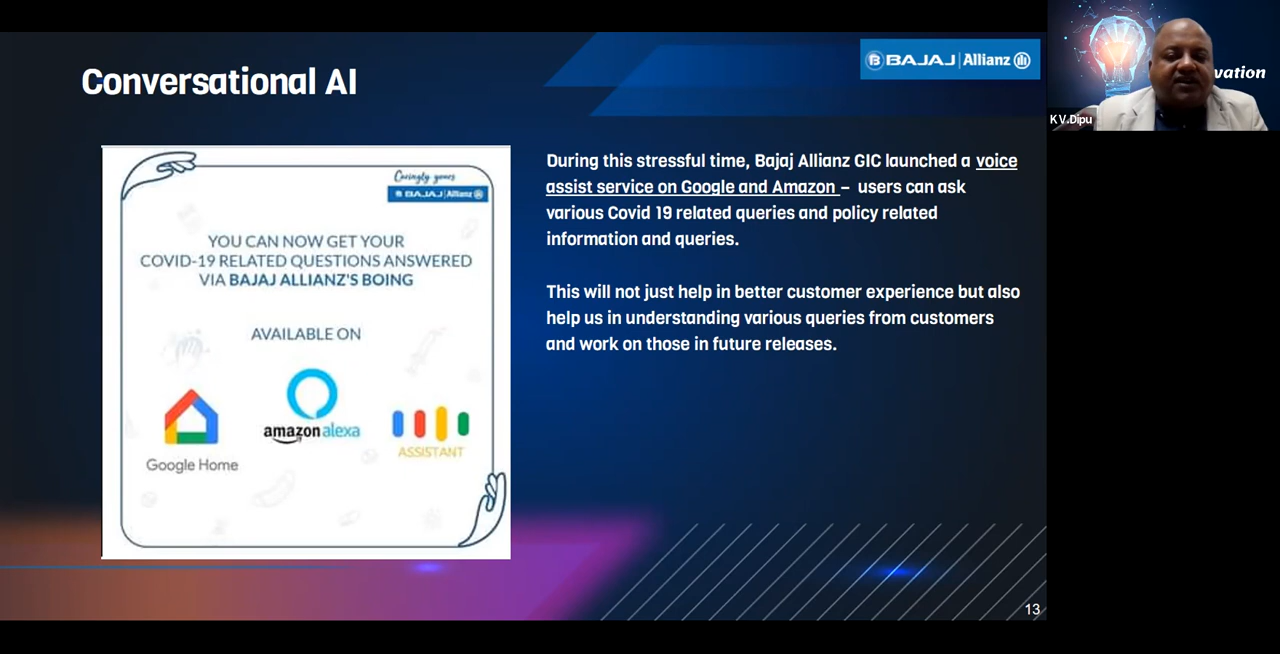 Conversational AI
BAJAJ | Allianz
vation
K V.Dipu
Caringly yours
BAJAJ | Allianz
YOU CAN NOW GET YOUR
COVID-19 RELATED QUESTIONS ANSWERED
VIA BAJAJ ALLIANZ'S BOING
AVAILABLE ON
amazon alexa
Google Home
ASSISTANT
During this stressful time, Bajaj Allianz GIC launched a voice
assist service on Google and Amazon – users can ask
various Covid 19 related queries and policy related
information and queries.
This will not just help in better customer experience but also
help us in understanding various queries from customers
and work on those in future releases.
13